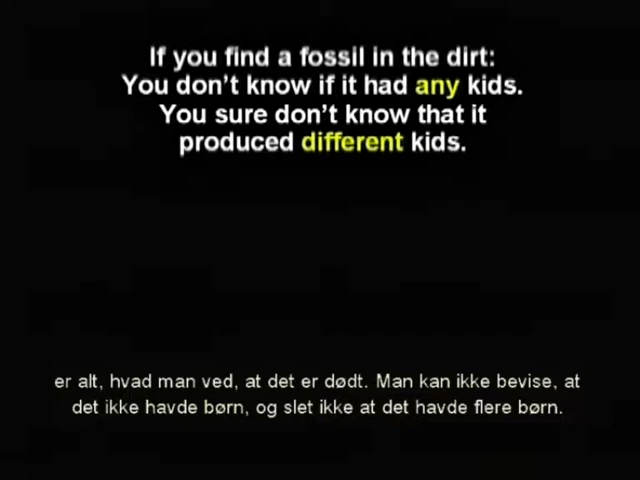 If you find a fossil in the dirt:
You don't know if it had any kids.
You sure don't know that it
produced different kids.
er alt, hvad man ved, at det er dødt. Man kan ikke bevise, at
det ikke havde børn, og slet ikke at det havde flere børn.